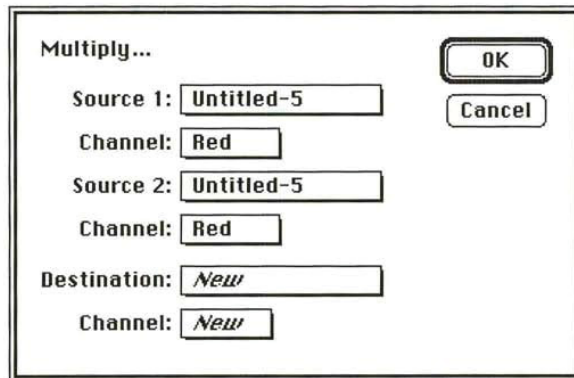 Multiply...
OK
Source 1: Untitled-5
Cancel
Channel: Red
Source 2: Untitled-5
Channel: Red
Destination: New
Channel: New